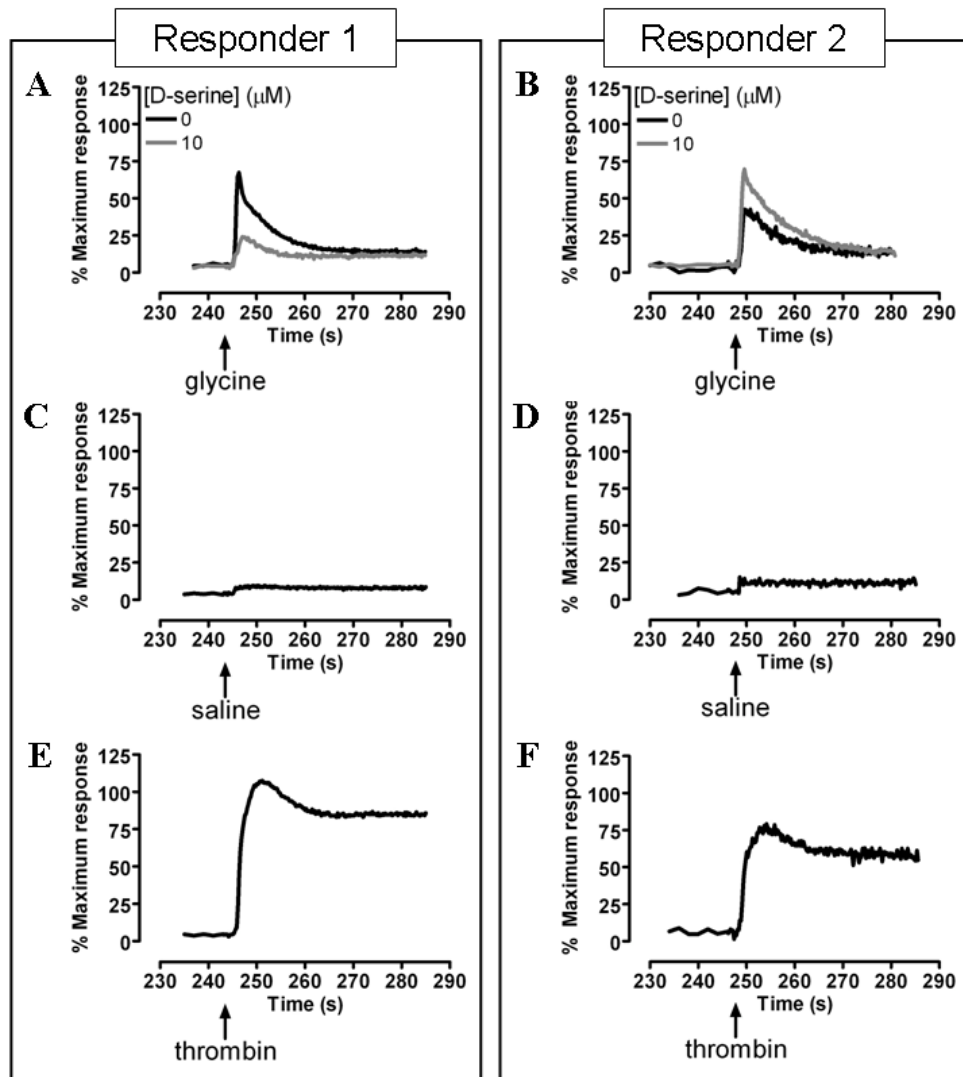 Responder 1
A
[D-serine] (μM)
0
10
% Maximum response
125
100
75
50
25
0
230 240 250 260 270 280 290
Time (s)
glycine
C
% Maximum response
125
100
75
50
25
0
230 240 250 260 270 280 290
Time (s)
saline
E
% Maximum response
125
100
75
50
25
0
230 240 250 260 270 280 290
Time (s)
thrombin
Responder 2
B
[D-serine] (μM)
0
10
% Maximum response
125
100
75
50
25
0
230 240 250 260 270 280 290
Time (s)
glycine
D
% Maximum response
125
100
75
50
25
0
230 240 250 260 270 280 290
Time (s)
saline
F
% Maximum response
125
100
75
50
25
0
230 240 250 260 270 280 290
Time (s)
thrombin